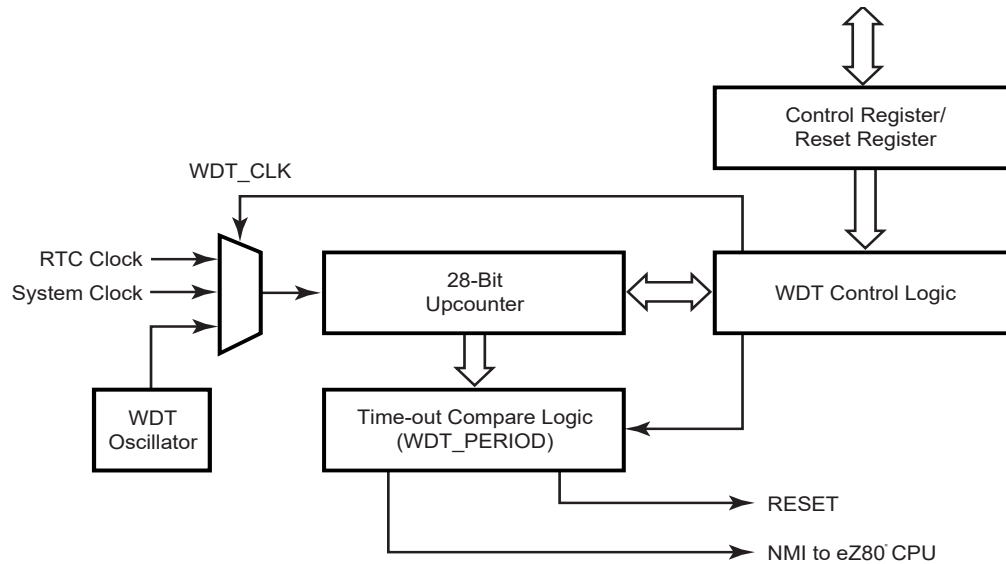 Control Register/
Reset Register
WDT_CLK
RTC Clock
System Clock
28-Bit
Upcounter
WDT Control Logic
WDT
Oscillator
Time-out Compare Logic
(WDT_PERIOD)
RESET
NMI to eZ80 CPU